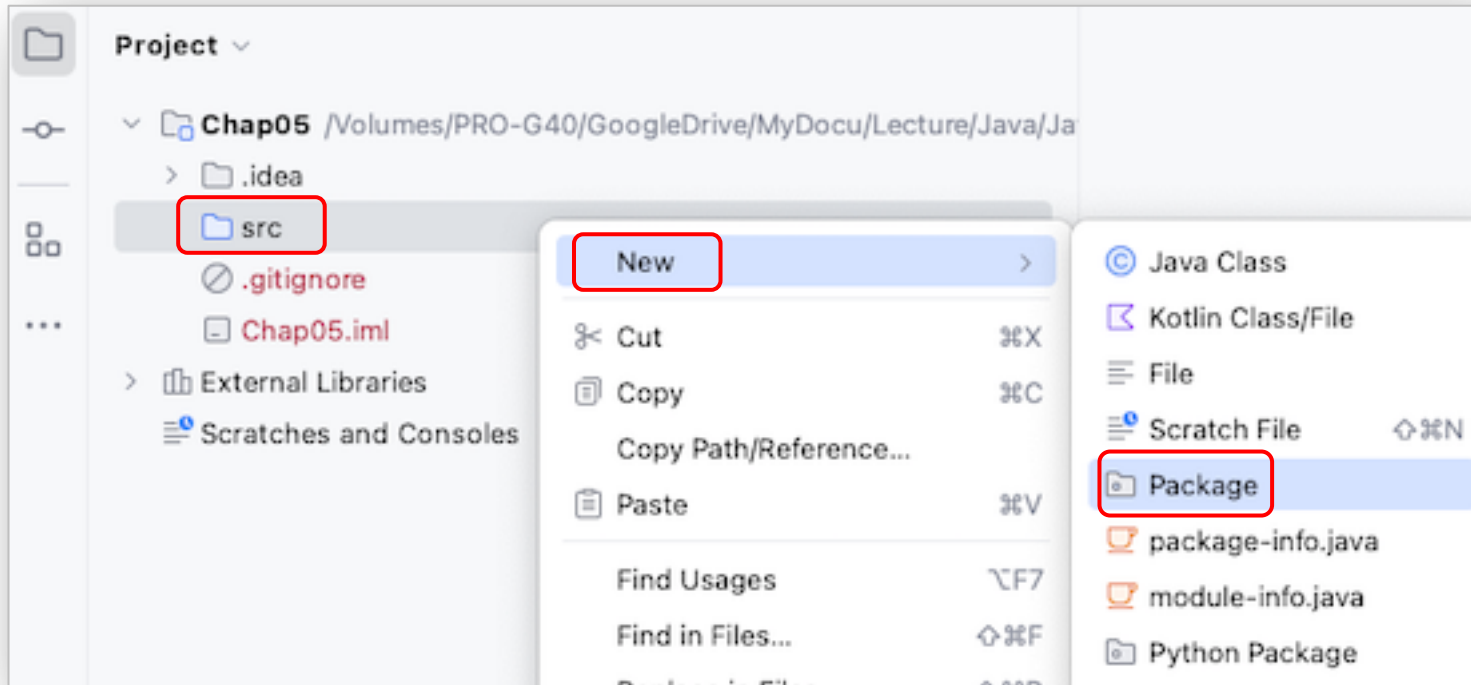 Project
Chap05 /Volumes/PRO-G40/GoogleDrive/MyDocu/Lecture/Java/Ja
.idea
src
.gitignore
Chap05.iml
External Libraries
Scratches and Consoles
New
Cut ⌘X
Copy ⌘C
Copy Path/Reference...
Paste ⌘V
Find Usages ⌥F7
Find in Files... ⇧⌘F
Java Class
Kotlin Class/File
File
Scratch File ⇧⌘N
Package
package-info.java
module-info.java
Python Package